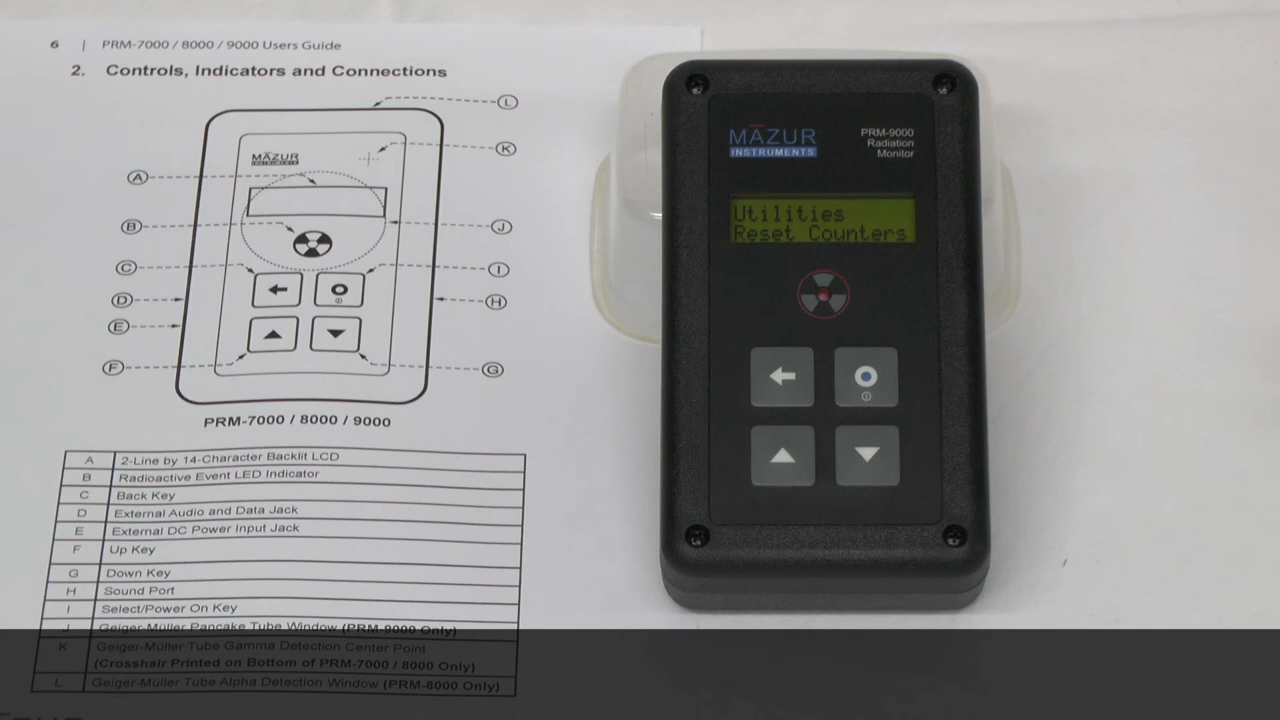 6 | PRM-7000 / 8000 / 9000 Users Guide
2. Controls, Indicators and Connections
L
MAZUR
INSTRUMENTS
K
A
B
J
C
I
D
H
E
F
G
PRM-7000 / 8000 / 9000
A 2-Line by 14-Character Backlit LCD
B Radioactive Event LED Indicator
C Back Key
D External Audio and Data Jack
E External DC Power Input Jack
F Up Key
G Down Key
H Sound Port
I Select/Power On Key
J Geiger-Müller Pancake Tube Window (PRM-9000 Only)
K Geiger-Müller Tube Gamma Detection Center Point
(Crosshair Printed on Bottom of PRM-7000 / 8000 Only)
L Geiger-Müller Tube Alpha Detection Window (PRM-8000 Only)
MAZUR
INSTRUMENTS
PRM-9000
Radiation
Monitor
Utilities
Reset Counters